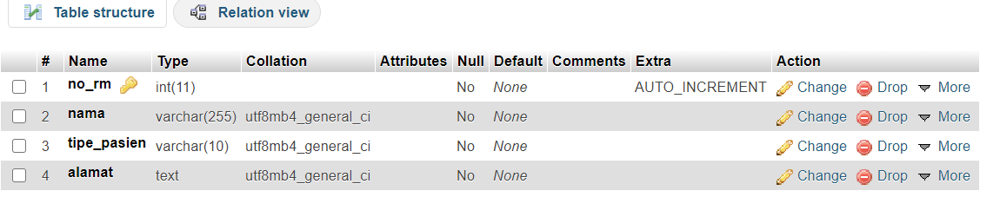 Table structure Relation view
# Name Type Collation Attributes Null Default Comments Extra Action
1 no_rm int(11) No None AUTO_INCREMENT Change Drop More
2 nama varchar(255) utf8mb4_general_ci No None Change Drop More
3 tipe_pasien varchar(10) utf8mb4_general_ci No None Change Drop More
4 alamat text utf8mb4_general_ci No None Change Drop More